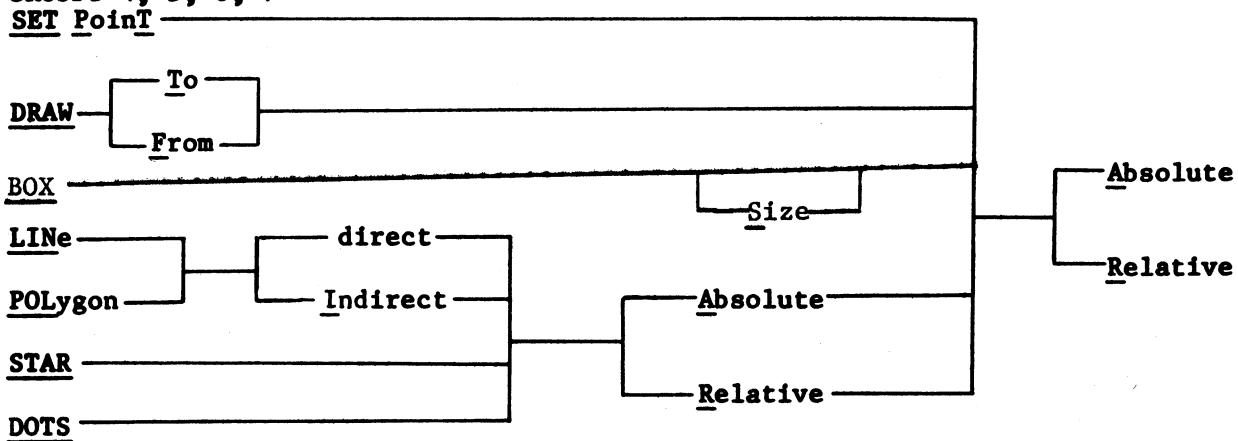 SET PoinT
To
DRAW
From
BOX
Size
Absolute
LINe direct
Relative
POLygon Indirect Absolute
STAR
Relative
DOTS